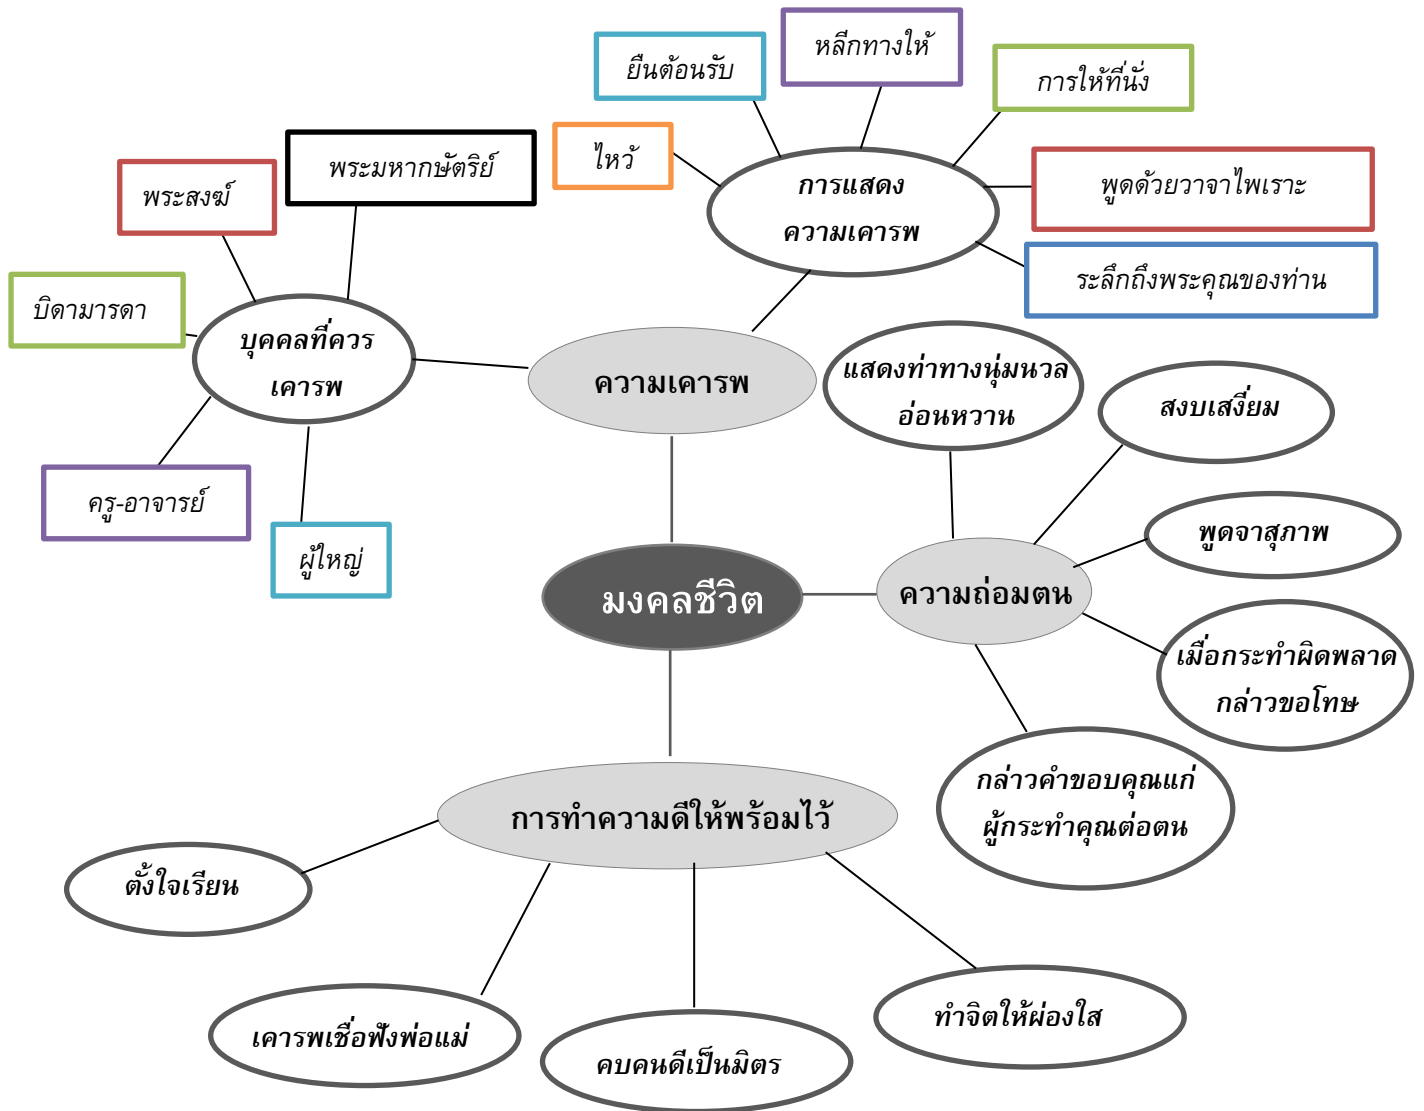 หลีกทางให้
ยืนต้อนรับ
การให้ที่นั่ง
ไหว้
พระมหากษัตริย์
พระสงฆ์
การแสดง
ความเคารพ
พูดด้วยวาจาไพเราะ
ระลึกถึงพระคุณของท่าน
บิดามารดา
บุคคลที่ควร
เคารพ
ความเคารพ
แสดงท่าทางนุ่มนวล
อ่อนหวาน
สงบเสงี่ยม
ครู-อาจารย์
ผู้ใหญ่
พูดจาสุภาพ
มงคลชีวิต
ความถ่อมตน
เมื่อกระทำผิดพลาด
กล่าวขอโทษ
กล่าวคำขอบคุณแก่
ผู้กระทำคุณต่อตน
การทำความดีให้พร้อมไว้
ตั้งใจเรียน
เคารพเชื่อฟังพ่อแม่
คบคนดีเป็นมิตร
ทำจิตให้ผ่องใส